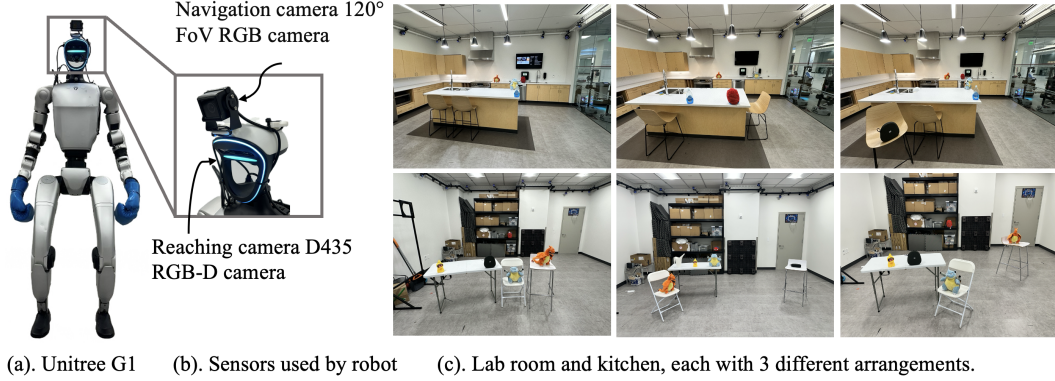 Navigation camera 120°
FoV RGB camera
Reaching camera D435
RGB-D camera
(a). Unitree G1
(b). Sensors used by robot
(c). Lab room and kitchen, each with 3 different arrangements.